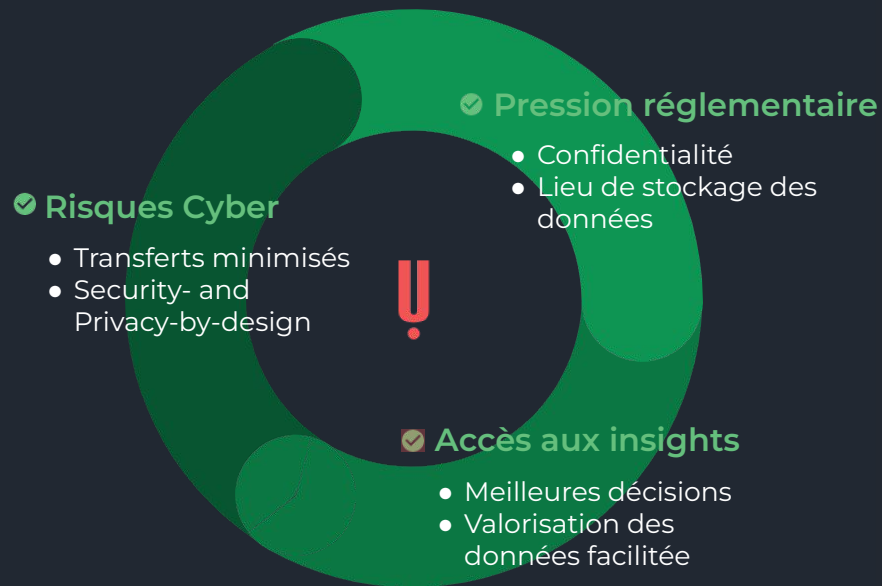 Pression réglementaire
● Confidentialité
● Lieu de stockage des
données
Risques Cyber
● Transferts minimisés
● Security- and
Privacy-by-design
Accès aux insights
● Meilleures décisions
● Valorisation des
données facilitée